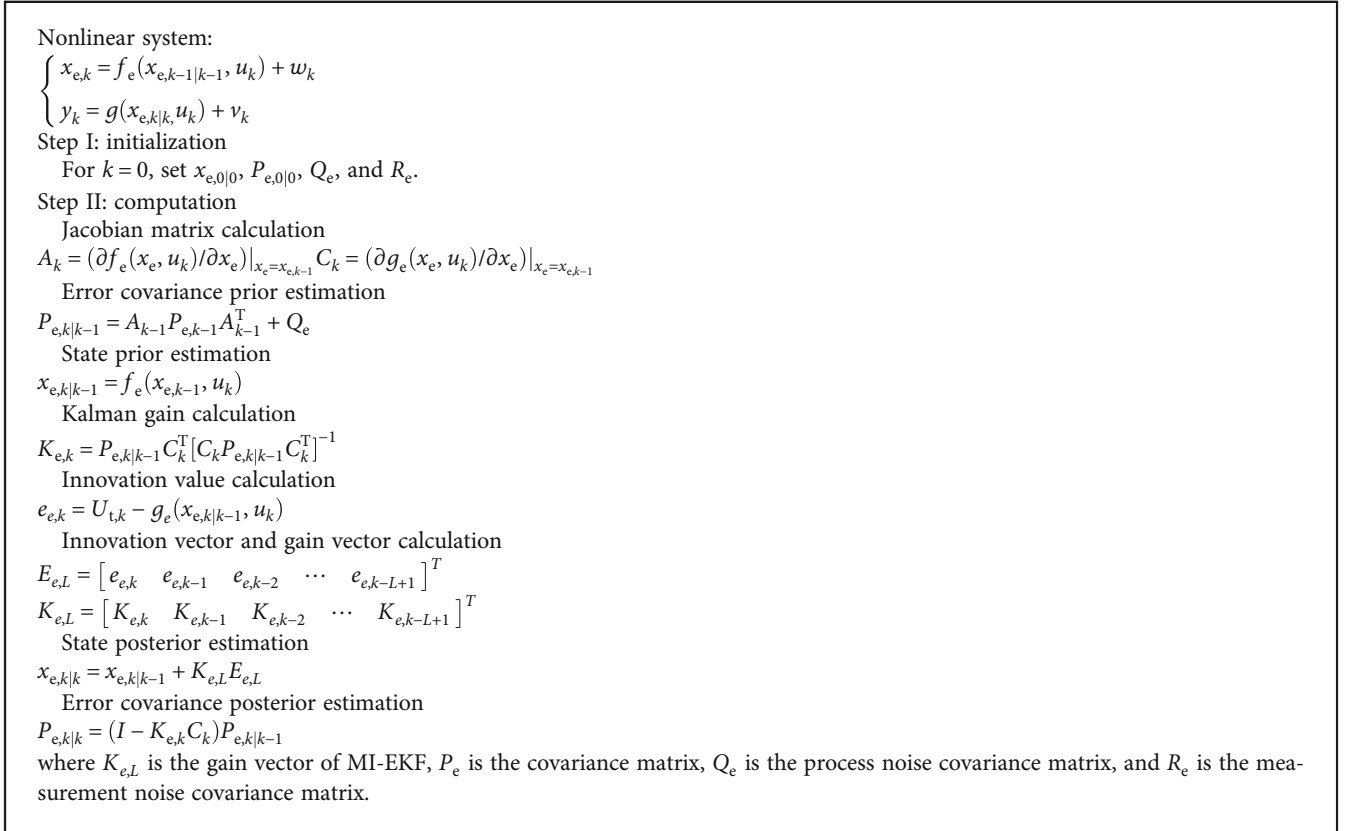 Nonlinear system:
{ x_{e,k} = f_e(x_{e,k−1|k−1}, u_k) + w_k
y_k = g(x_{e,k|k,} u_k) + v_k
Step I: initialization
For k = 0, set x_{e,0|0}, P_{e,0|0}, Q_e, and R_e.
Step II: computation
Jacobian matrix calculation
A_k = (∂f_e(x_e, u_k)/∂x_e)|_{x_e=x_{e,k−1}} C_k = (∂g_e(x_e, u_k)/∂x_e)|_{x_e=x_{e,k−1}}
Error covariance prior estimation
P_{e,k|k−1} = A_{k−1}P_{e,k−1}A_{k−1}^T + Q_e
State prior estimation
x_{e,k|k−1} = f_e(x_{e,k−1}, u_k)
Kalman gain calculation
K_{e,k} = P_{e,k|k−1}C_k^T[C_kP_{e,k|k−1}C_k^T]^{−1}
Innovation value calculation
e_{e,k} = U_{t,k} − g_e(x_{e,k|k−1}, u_k)
Innovation vector and gain vector calculation
E_{e,L} = [e_{e,k} e_{e,k−1} e_{e,k−2} ⋯ e_{e,k−L+1}]^T
K_{e,L} = [K_{e,k} K_{e,k−1} K_{e,k−2} ⋯ K_{e,k−L+1}]^T
State posterior estimation
x_{e,k|k} = x_{e,k|k−1} + K_{e,L}E_{e,L}
Error covariance posterior estimation
P_{e,k|k} = (I − K_{e,k}C_k)P_{e,k|k−1}
where K_{e,L} is the gain vector of MI-EKF, P_e is the covariance matrix, Q_e is the process noise covariance matrix, and R_e is the mea-
surement noise covariance matrix.